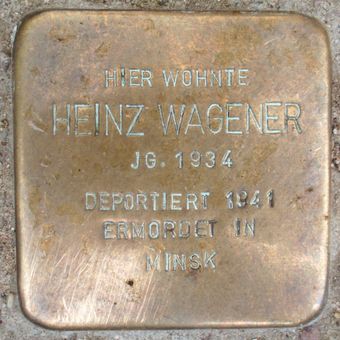 HIER WOHNTE
HEINZ WAGENER
JG. 1934
DEPORTIERT 1941
ERMORDET IN
MINSK